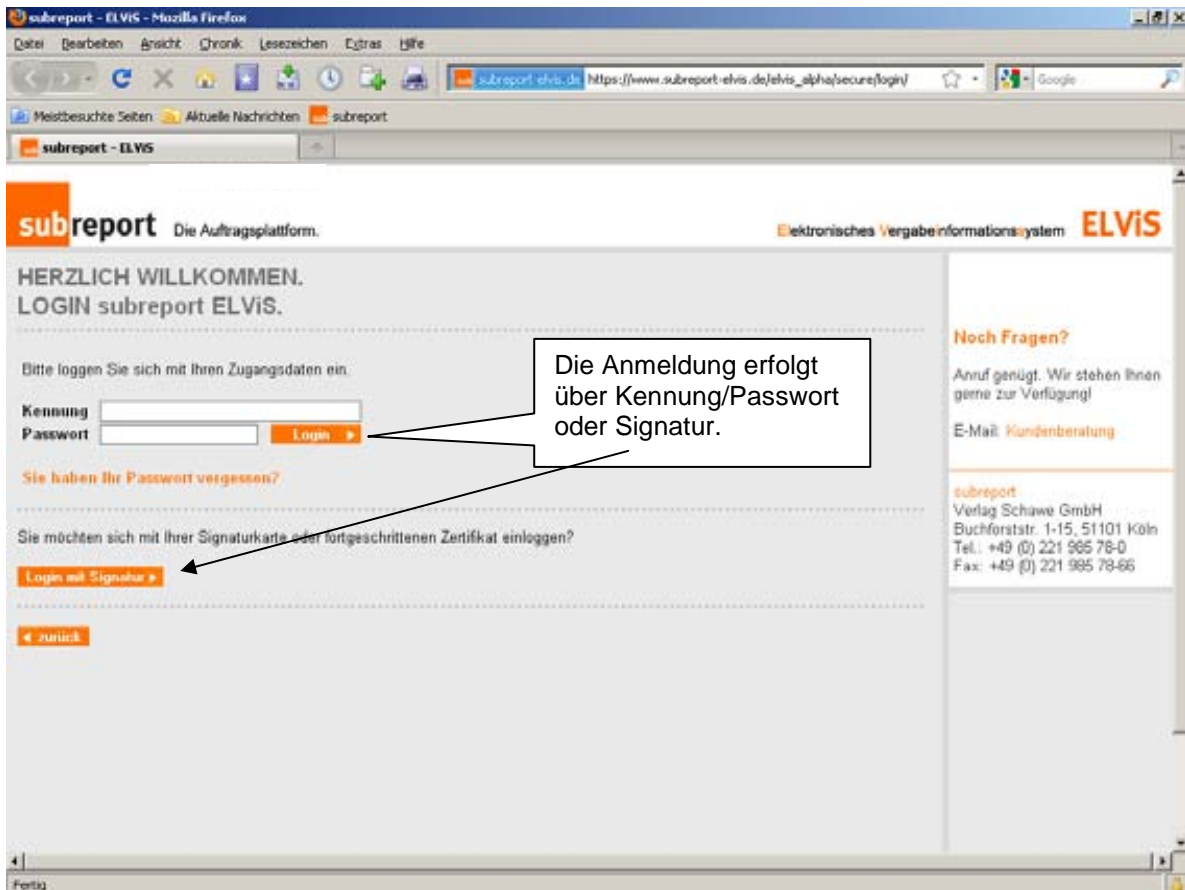 subreport - ELViS - Mozilla Firefox
Datei Bearbeiten Ansicht Chronik Lesezeichen Extras Hilfe
subreport-elvis.de https://www.subreport-elvis.de/elvis_alpha/secure/login/ Google
Meistbesuchte Seiten Aktuelle Nachrichten subreport
subreport - ELViS
subreport Die Auftragsplattform.
Elektronisches Vergabeinformationssystem ELViS
HERZLICH WILLKOMMEN.
LOGIN subreport ELViS.
Bitte loggen Sie sich mit Ihren Zugangsdaten ein.
Kennung
Passwort Login
Sie haben Ihr Passwort vergessen?
Die Anmeldung erfolgt
über Kennung/Passwort
oder Signatur.
Sie möchten sich mit Ihrer Signaturkarte oder fortgeschrittenen Zertifikat einloggen?
Login mit Signatur
zurück
Noch Fragen?
Anruf genügt. Wir stehen Ihnen
gerne zur Verfügung!
E-Mail: Kundenberatung
subreport
Verlag Schawe GmbH
Buchforststr. 1-15, 51101 Köln
Tel.: +49 (0) 221 985 78-0
Fax: +49 (0) 221 985 78-66
Fertig